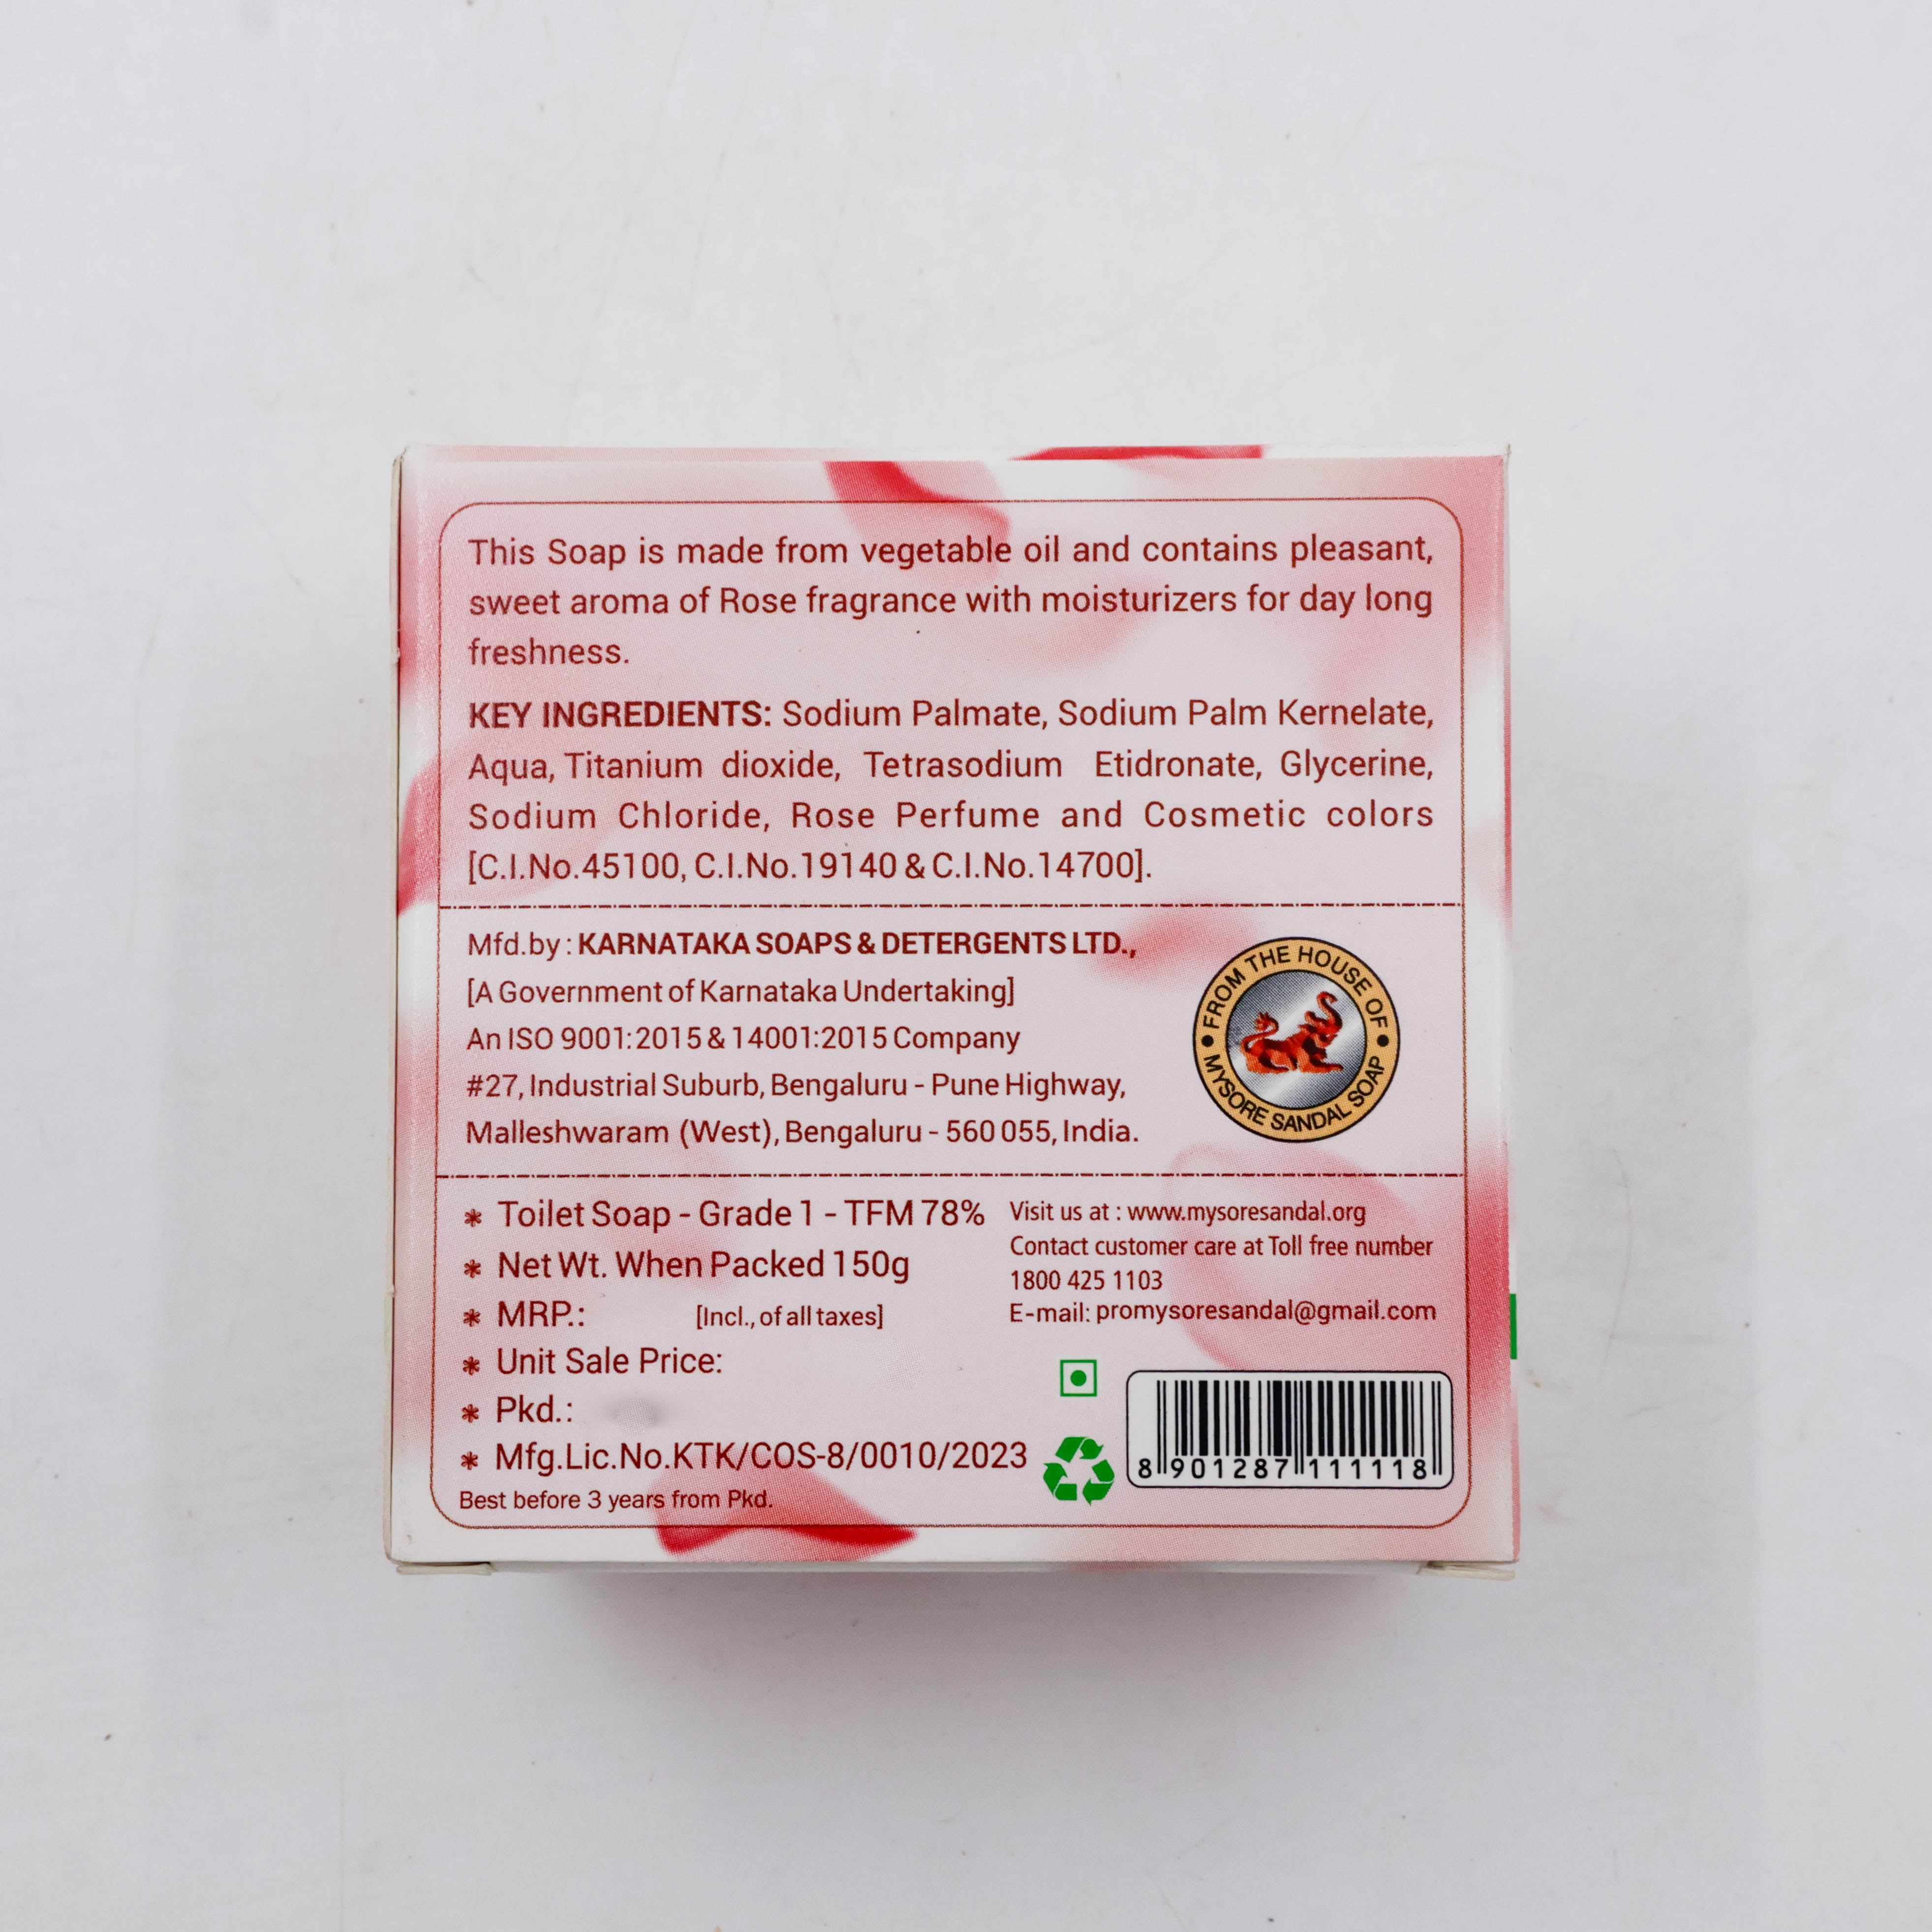 This Soap is made from vegetable oil and contains pleasant,
sweet aroma of Rose fragrance with moisturizers for day long
freshness.
KEY INGREDIENTS: Sodium Palmate, Sodium Palm Kernelate,
Aqua, Titanium dioxide, Tetrasodium Etidronate, Glycerine,
Sodium Chloride, Rose Perfume and Cosmetic colors
[C.I.No.45100, C.I.No.19140 & C.I.No.14700].
Mfd.by : KARNATAKA SOAPS & DETERGENTS LTD.,
[A Government of Karnataka Undertaking]
An ISO 9001:2015 & 14001:2015 Company
#27, Industrial Suburb, Bengaluru - Pune Highway,
Malleshwaram (West), Bengaluru - 560 055, India.
FROM THE HOUSE OF
MYSORE SANDAL SOAP
* Toilet Soap - Grade 1 - TFM 78%
* Net Wt. When Packed 150g
* MRP.: [Incl., of all taxes]
* Unit Sale Price:
* Pkd.:
* Mfg.Lic.No.KTK/COS-8/0010/2023
Best before 3 years from Pkd.
Visit us at : www.mysoresandal.org
Contact customer care at Toll free number
1800 425 1103
E-mail: promysoresandal@gmail.com
8 901287 111118